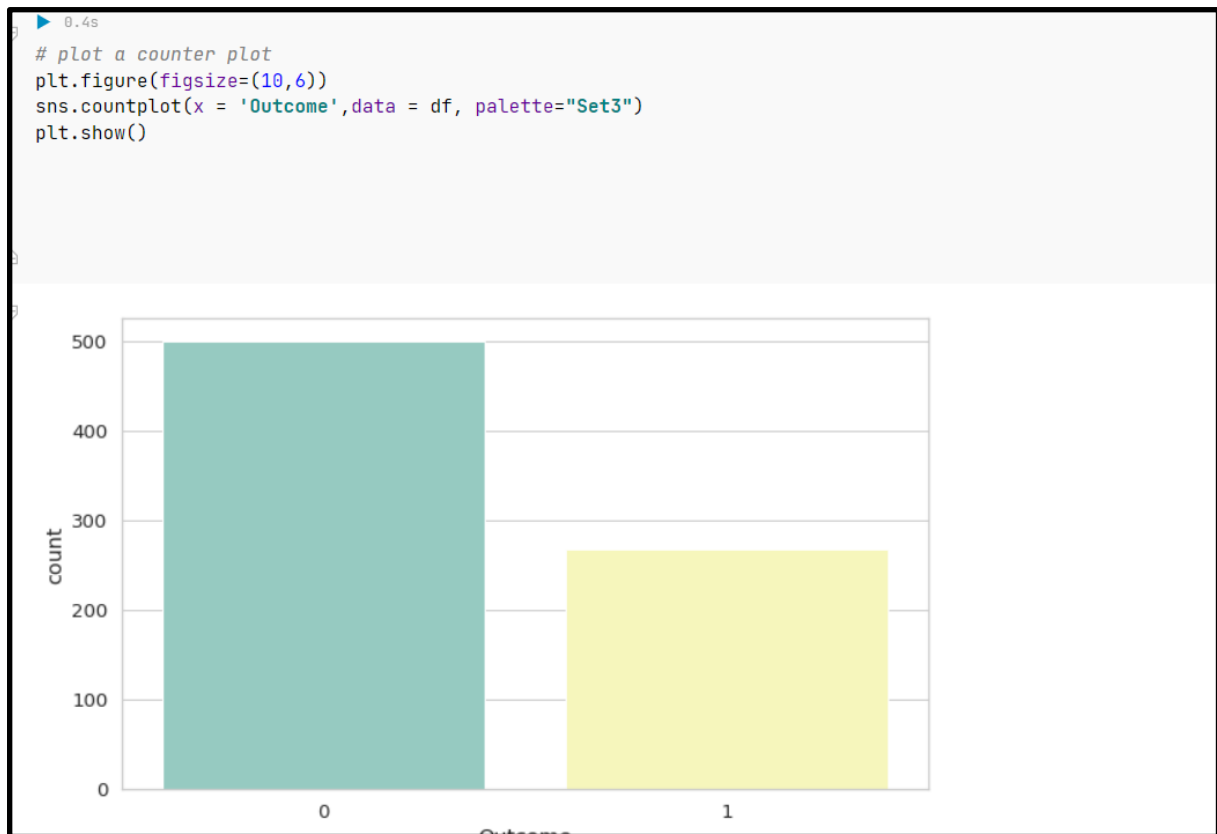 0.4s
# plot a counter plot
plt.figure(figsize=(10,6))
sns.countplot(x = 'Outcome',data = df, palette="Set3")
plt.show()
500
400
300
200
100
0
count
0 1
Outcome